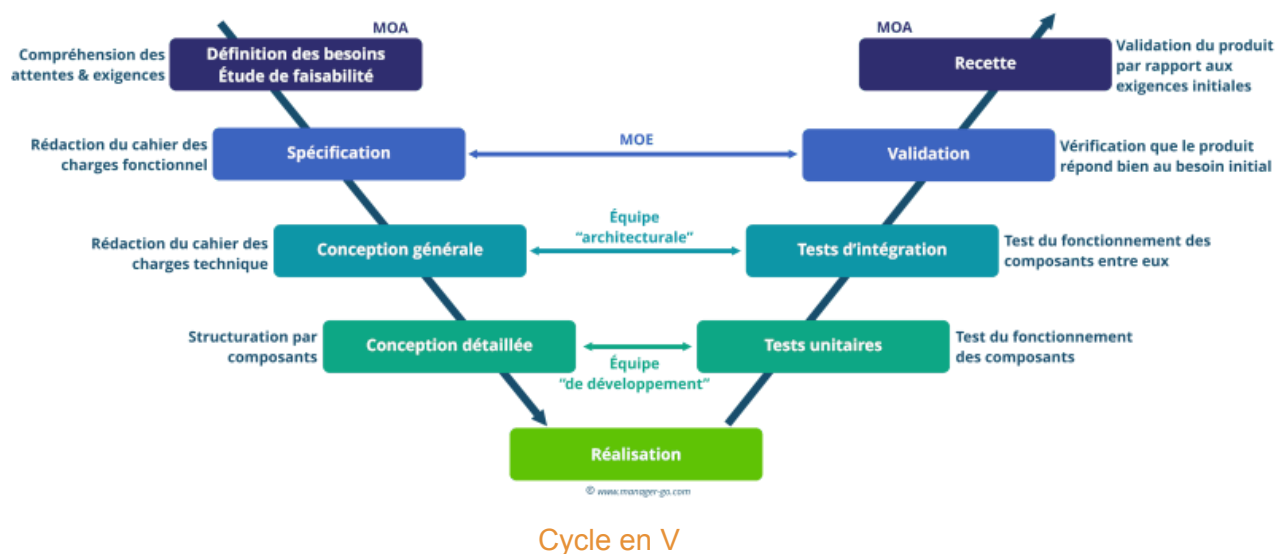 MOA
Compréhension des
attentes & exigences
Définition des besoins
Étude de faisabilité
MOA
Recette
Validation du produit
par rapport aux
exigences initiales
Rédaction du cahier des
charges fonctionnel
Spécification
MOE
Validation
Vérification que le produit
répond bien au besoin initial
Rédaction du cahier des
charges technique
Conception générale
Équipe
“architecturale”
Tests d’intégration
Test du fonctionnement des
composants entre eux
Structuration par
composants
Conception détaillée
Équipe
“de développement”
Tests unitaires
Test du fonctionnement
des composants
Réalisation
© www.manager-go.com
Cycle en V